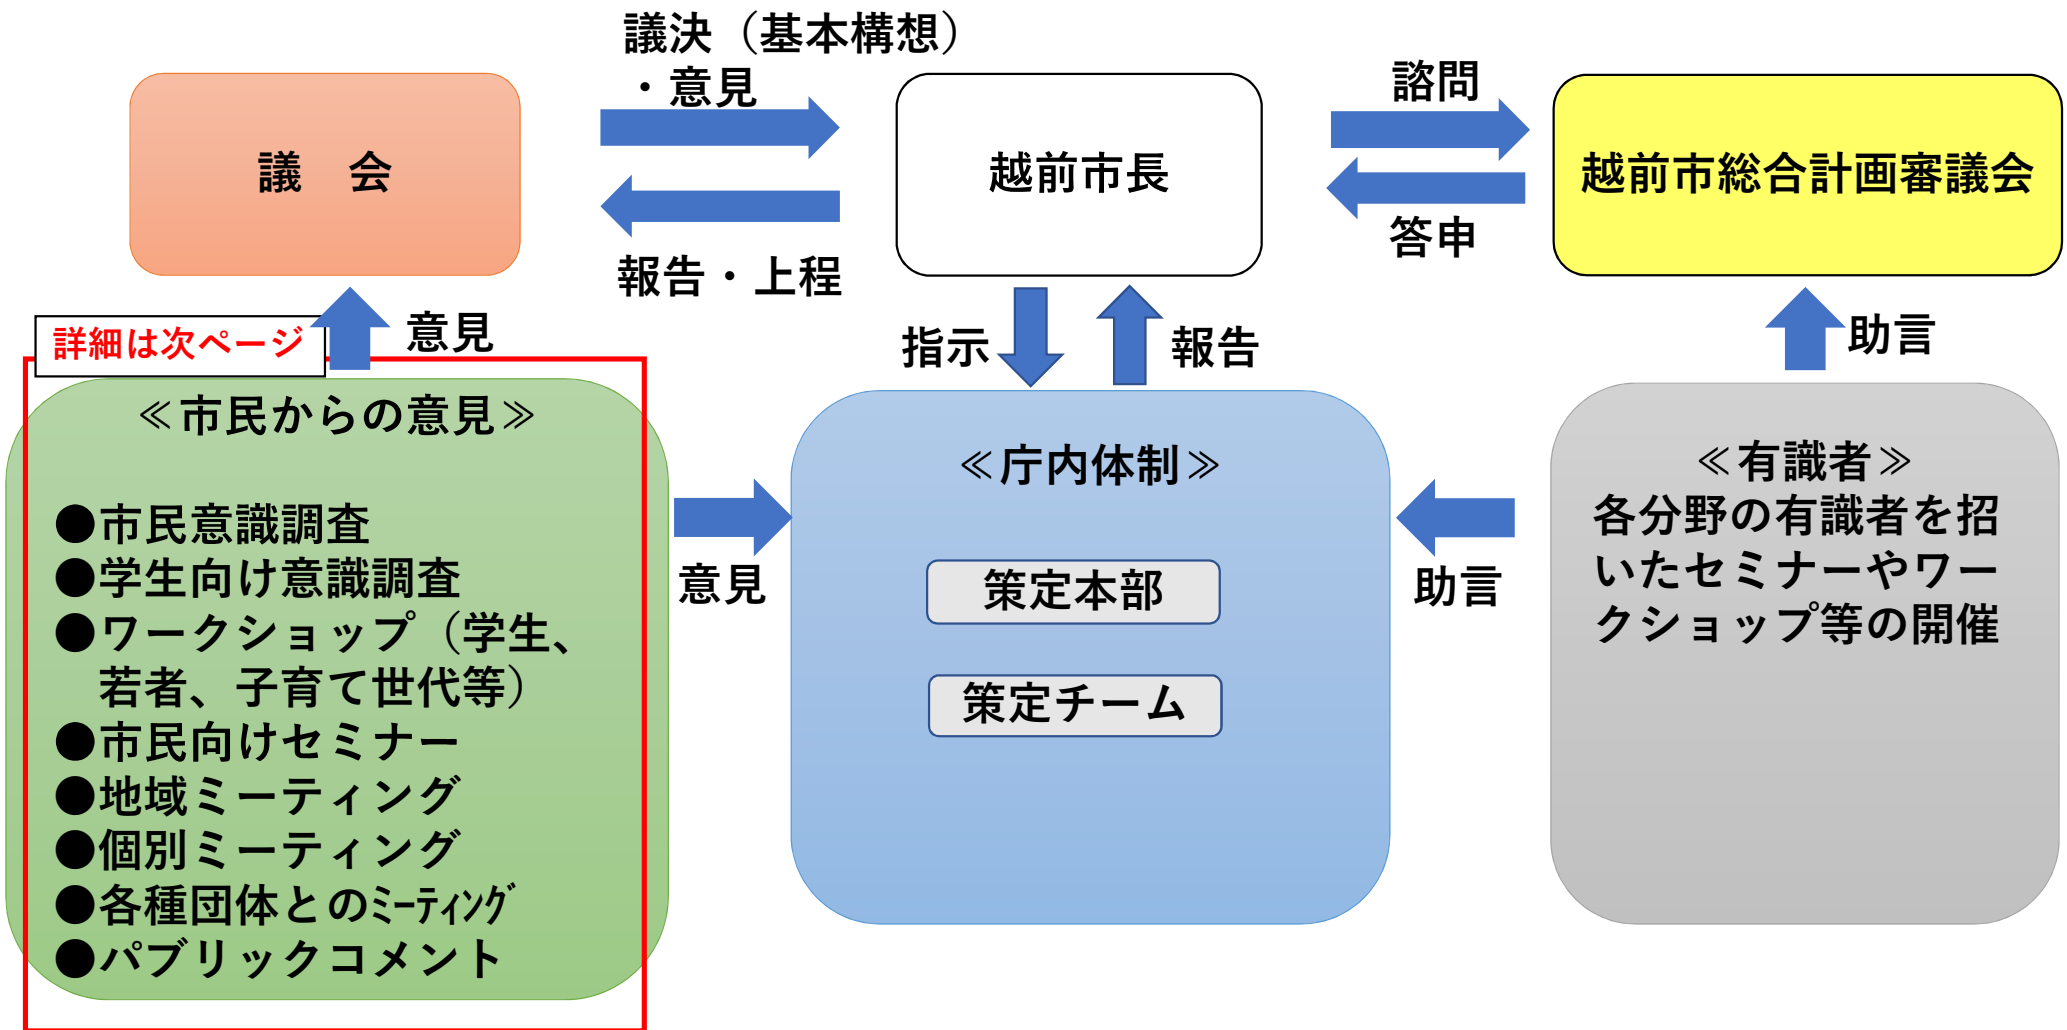 議決（基本構想）
・意見
議　会
越前市長
諮問
越前市総合計画審議会
答申
報告・上程
詳細は次ページ
意見
指示
報告
助言
≪市民からの意見≫
●市民意識調査
●学生向け意識調査
●ワークショップ（学生、
若者、子育て世代等）
●市民向けセミナー
●地域ミーティング
●個別ミーティング
●各種団体とのﾐｰﾃｨﾝｸﾞ
●パブリックコメント
意見
≪庁内体制≫
策定本部
策定チーム
助言
≪有識者≫
各分野の有識者を招
いたセミナーやワー
クショップ等の開催